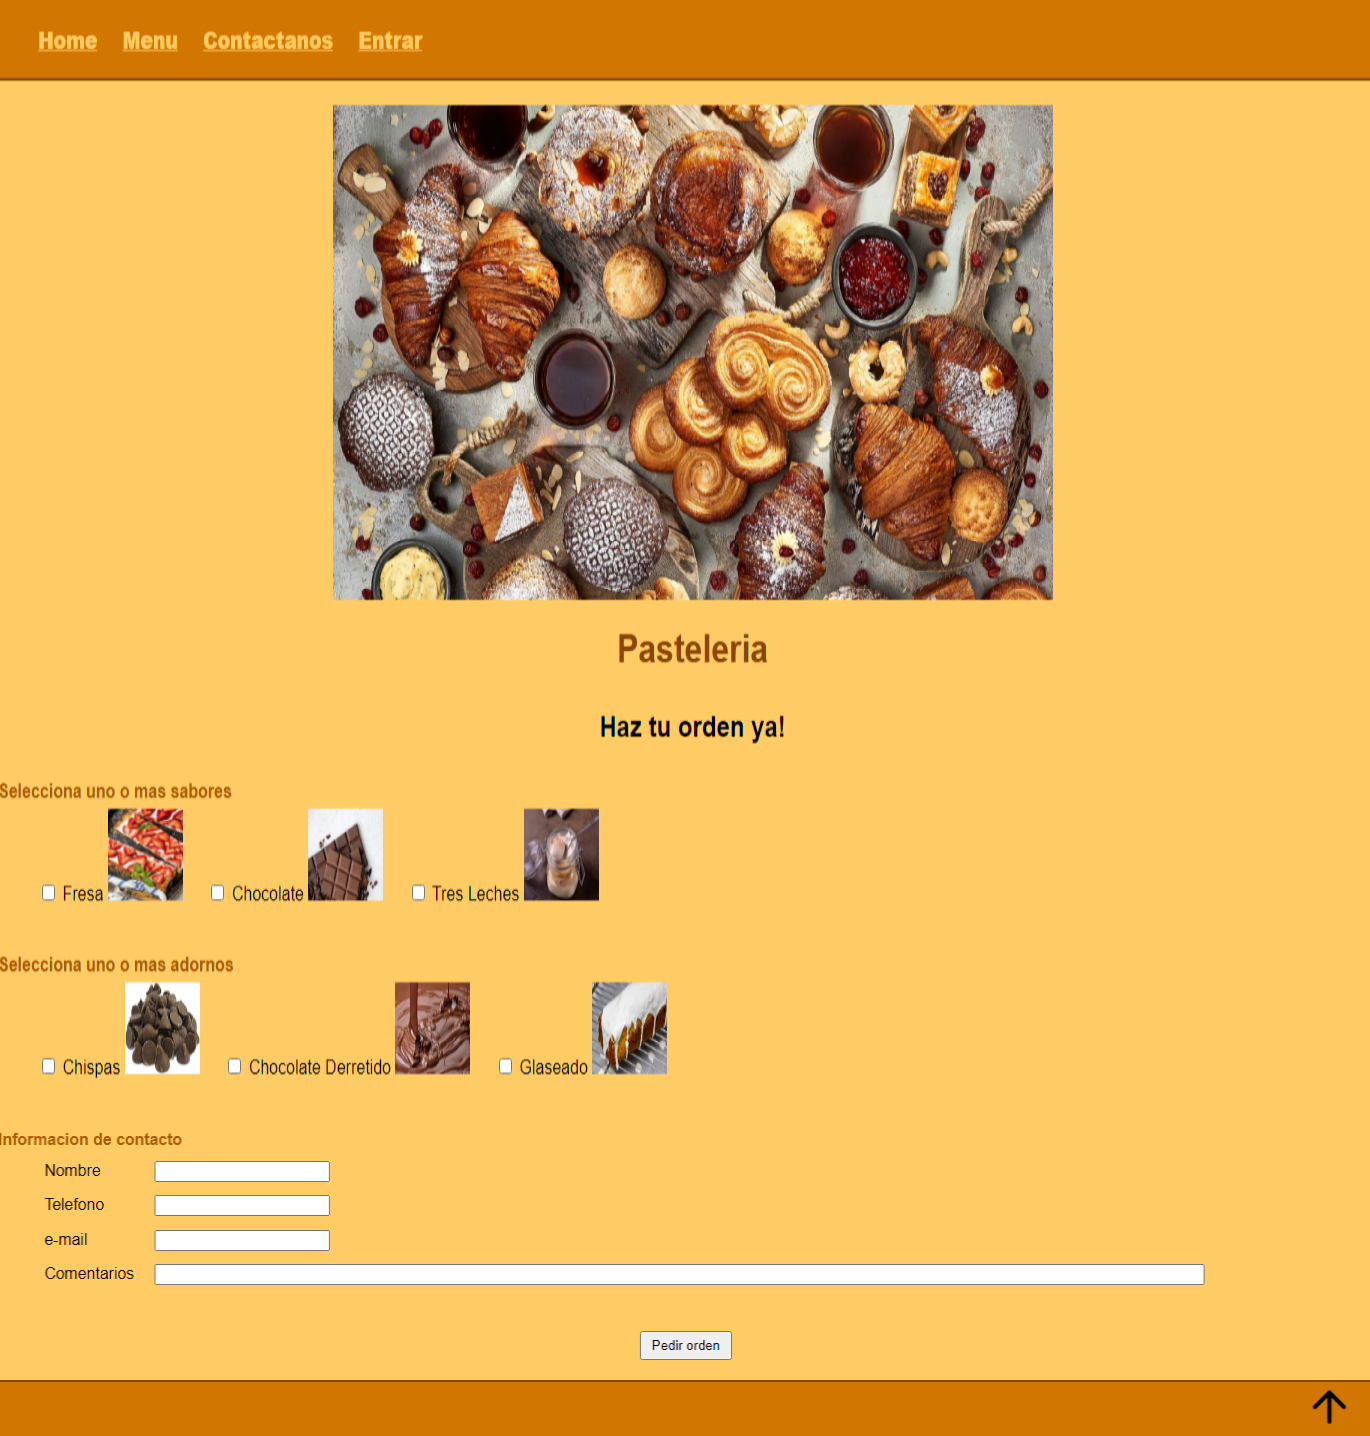 Home Menu Contactanos Entrar
Pasteleria
Haz tu orden ya!
Selecciona uno o mas sabores
Fresa Chocolate Tres Leches
Selecciona uno o mas adornos
Chispas Chocolate Derretido Glaseado
Informacion de contacto
Nombre
Telefono
e-mail
Comentarios
Pedir orden